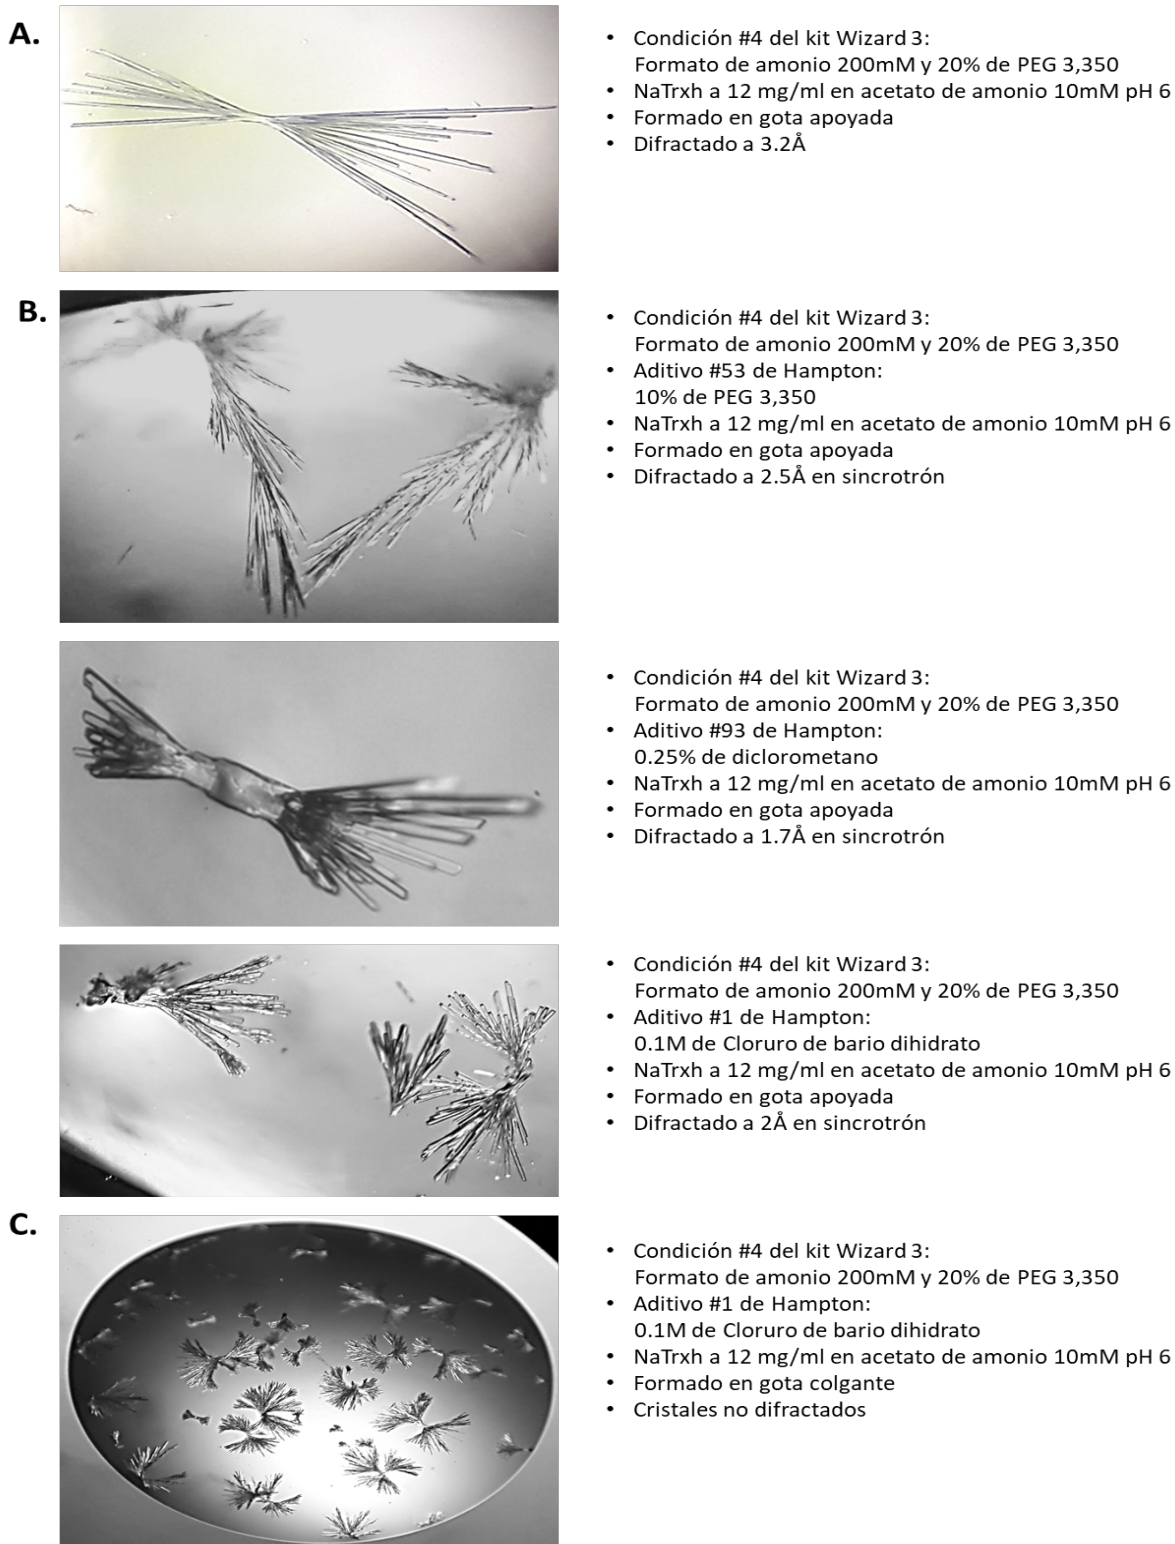 A.
• Condición #4 del kit Wizard 3:
Formato de amonio 200mM y 20% de PEG 3,350
• NaTrxh a 12 mg/ml en acetato de amonio 10mM pH 6
• Formado en gota apoyada
• Difractado a 3.2Å
B.
• Condición #4 del kit Wizard 3:
Formato de amonio 200mM y 20% de PEG 3,350
• Aditivo #53 de Hampton:
10% de PEG 3,350
• NaTrxh a 12 mg/ml en acetato de amonio 10mM pH 6
• Formado en gota apoyada
• Difractado a 2.5Å en sincrotrón
• Condición #4 del kit Wizard 3:
Formato de amonio 200mM y 20% de PEG 3,350
• Aditivo #93 de Hampton:
0.25% de diclorometano
• NaTrxh a 12 mg/ml en acetato de amonio 10mM pH 6
• Formado en gota apoyada
• Difractado a 1.7Å en sincrotrón
• Condición #4 del kit Wizard 3:
Formato de amonio 200mM y 20% de PEG 3,350
• Aditivo #1 de Hampton:
0.1M de Cloruro de bario dihidrato
• NaTrxh a 12 mg/ml en acetato de amonio 10mM pH 6
• Formado en gota apoyada
• Difractado a 2Å en sincrotrón
C.
• Condición #4 del kit Wizard 3:
Formato de amonio 200mM y 20% de PEG 3,350
• Aditivo #1 de Hampton:
0.1M de Cloruro de bario dihidrato
• NaTrxh a 12 mg/ml en acetato de amonio 10mM pH 6
• Formado en gota colgante
• Cristales no difractados